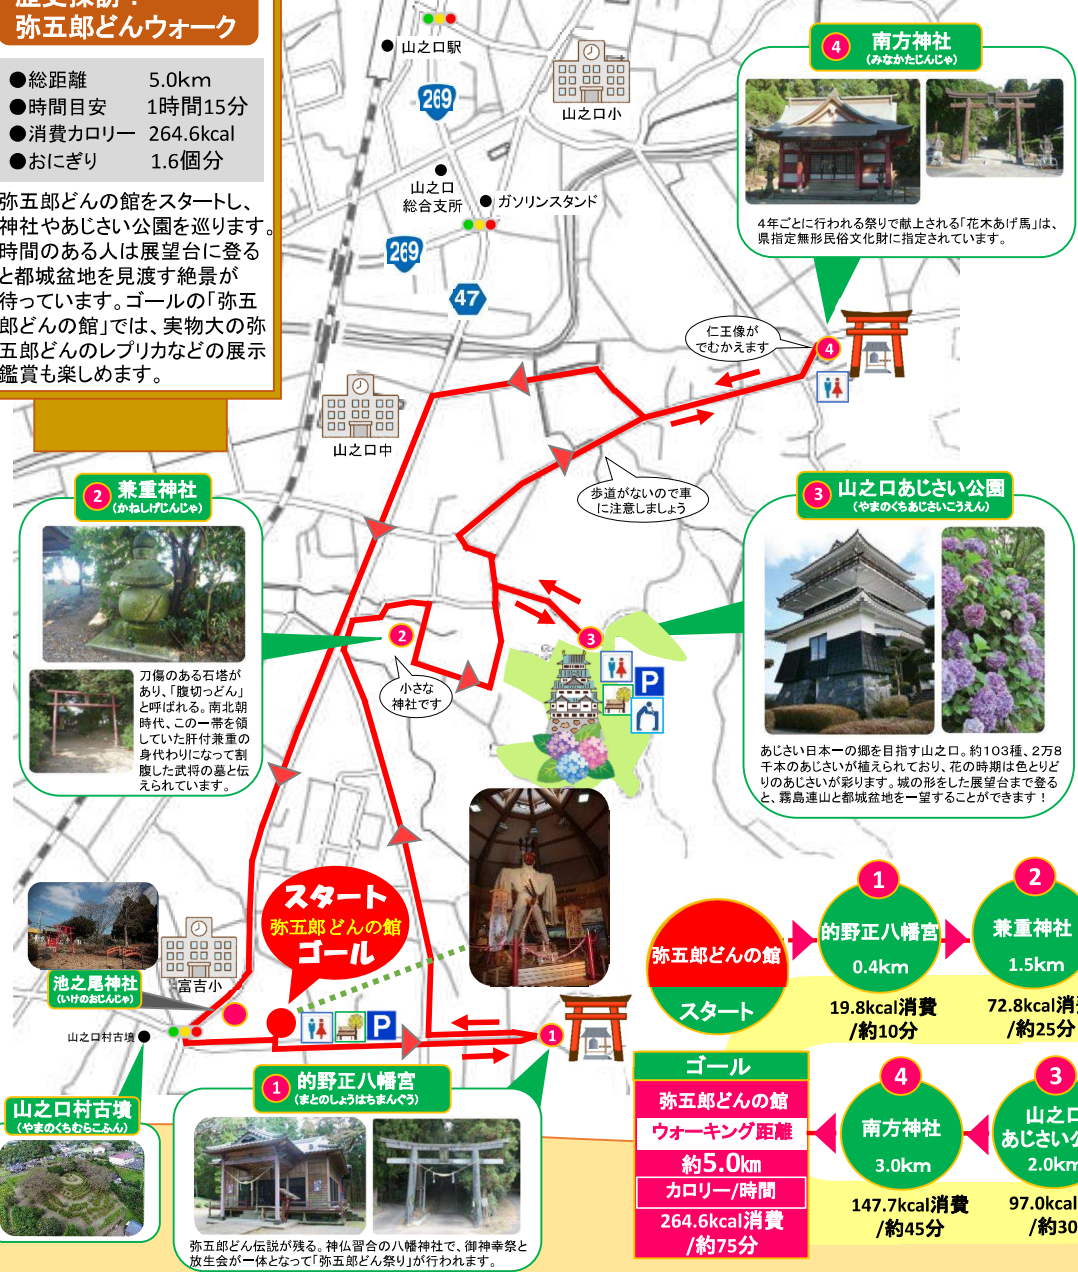 歴史探訪!
弥五郎どんウォーク
●総距離 5.0km
●時間目安 1時間15分
●消費カロリー 264.6kcal
●おにぎり 1.6個分
弥五郎どんの館をスタートし、
神社やあじさい公園を巡ります。
時間のある人は展望台に登る
と都城盆地を見渡す絶景が
待っています。ゴールの「弥五
郎どんの館」では、実物大の弥
五郎どんのレプリカなどの展示
鑑賞も楽しめます。
山之口駅
269
山之口小
山之口
総合支所
ガソリンスタンド
269
47
山之口中
4
南方神社
(みなかたじんじゃ)
4年ごとに行われる祭りで献上される「花木あげ馬」は、
県指定無形民俗文化財に指定されています。
仁王像が
でむかえます
4
歩道がないので車
に注意しましょう
2
兼重神社
(かねしげじんじゃ)
刀傷のある石塔が
あり、「腹切っどん」
と呼ばれる。南北朝
時代、この一帯を領
していた肝付兼重の
身代わりになって割
腹した武将の墓と伝
えられています。
2
小さな
神社です
3
山之口あじさい公園
(やまのくちあじさいこうえん)
あじさい日本一の郷を目指す山之口。約103種、2万8
千本のあじさいが植えられており、花の時期は色とりど
りのあじさいが彩ります。城の形をした展望台まで登る
と、霧島連山と都城盆地を一望することができます!
3
P
スタート
弥五郎どんの館
ゴール
富吉小
池之尾神社
(いけのおじんじゃ)
山之口村古墳
P
1
山之口村古墳
(やまのくちむらこふん)
1
的野正八幡宮
(まとのしょうはちまんぐう)
弥五郎どん伝説が残る。神仏習合の八幡神社で、御神幸祭と
放生会が一体となって「弥五郎どん祭り」が行われます。
弥五郎どんの館
スタート
1
的野正八幡宮
0.4km
19.8kcal消費
/約10分
2
兼重神社
1.5km
72.8kcal消
/約25分
3
山之口
あじさい公
2.0km
97.0kcal
/約30
4
南方神社
3.0km
147.7kcal消費
/約45分
ゴール
弥五郎どんの館
ウォーキング距離
約5.0km
カロリー/時間
264.6kcal消費
/約75分